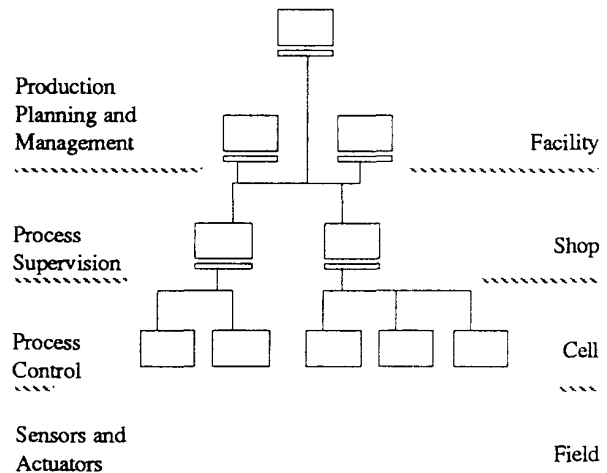 Production
Planning and
Management
Facility
Process
Supervision
Shop
Process
Control
Cell
Sensors and
Actuators
Field